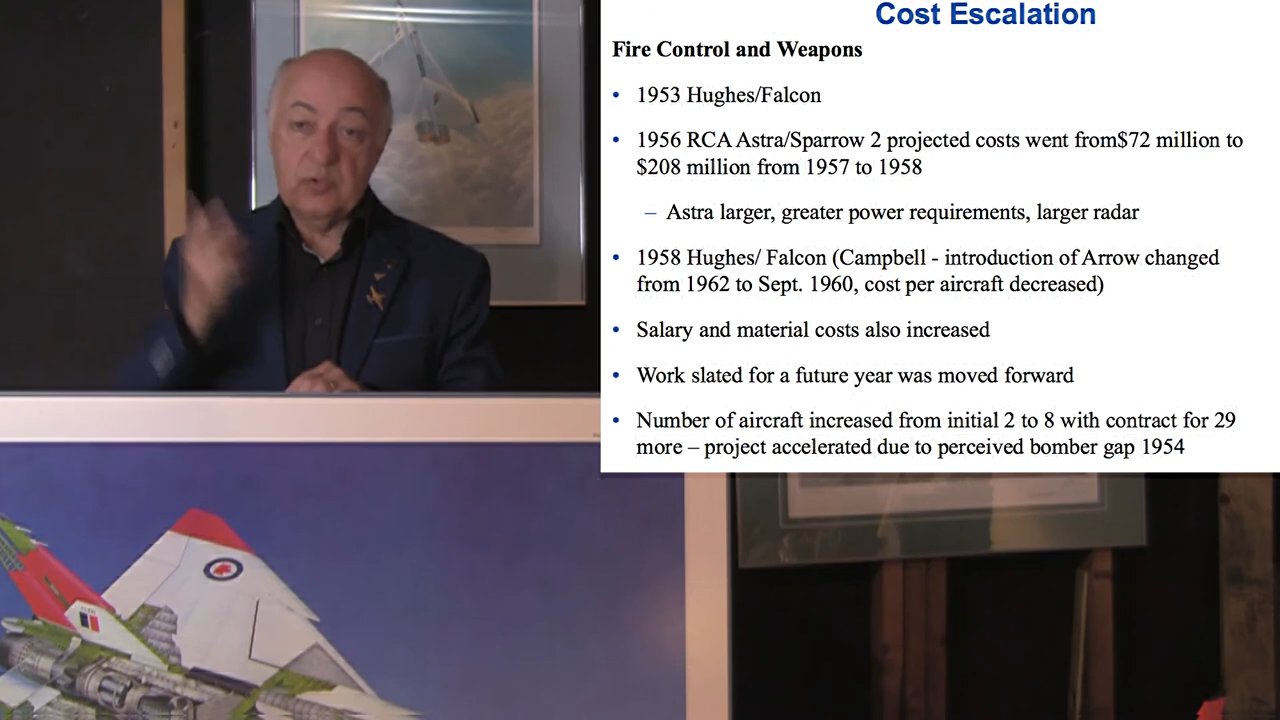 Cost Escalation
Fire Control and Weapons
• 1953 Hughes/Falcon
• 1956 RCA Astra/Sparrow 2 projected costs went from$72 million to
$208 million from 1957 to 1958
– Astra larger, greater power requirements, larger radar
• 1958 Hughes/ Falcon (Campbell - introduction of Arrow changed
from 1962 to Sept. 1960, cost per aircraft decreased)
• Salary and material costs also increased
• Work slated for a future year was moved forward
• Number of aircraft increased from initial 2 to 8 with contract for 29
more – project accelerated due to perceived bomber gap 1954